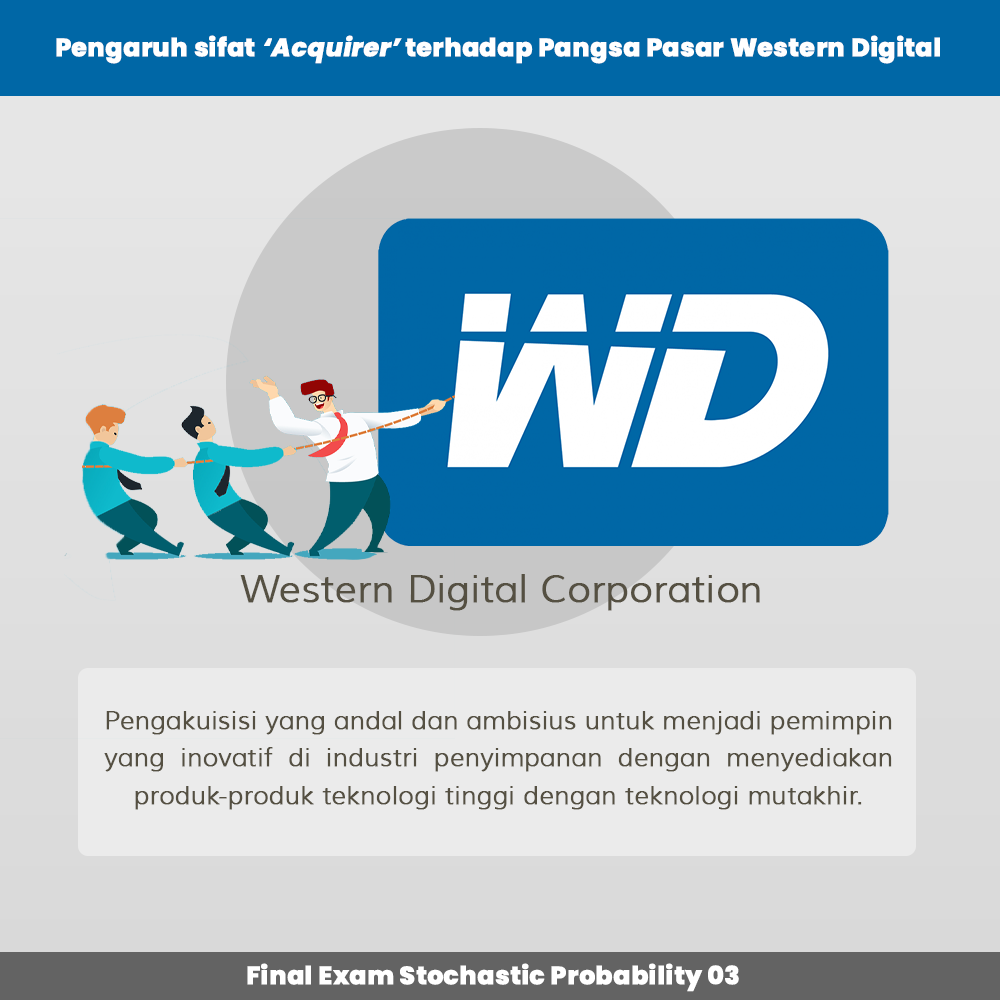 Pengaruh sifat ‘Acquirer’ terhadap Pangsa Pasar Western Digital
WD
Western Digital Corporation
Pengakuisisi yang andal dan ambisius untuk menjadi pemimpin
yang inovatif di industri penyimpanan dengan menyediakan
produk-produk teknologi tinggi dengan teknologi mutakhir.
Final Exam Stochastic Probability 03